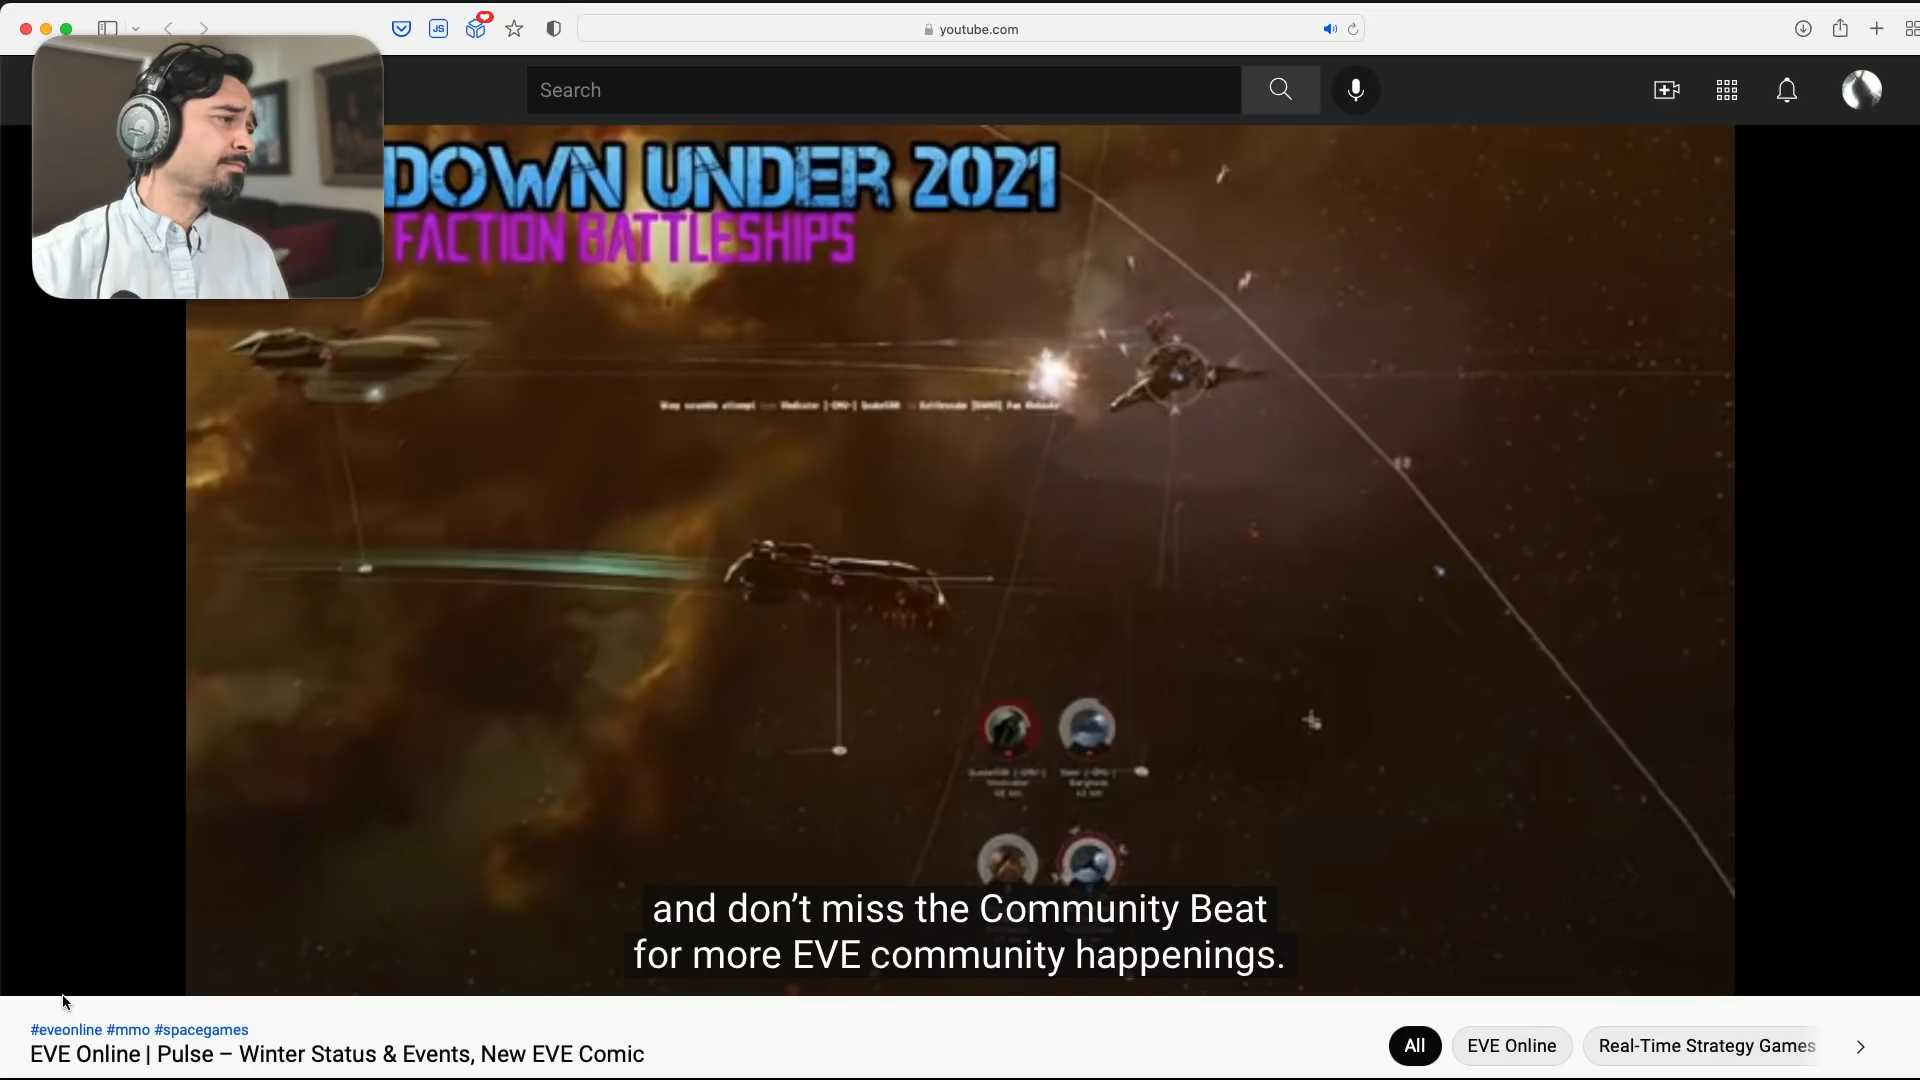 JS
youtube.com
Search
DOWN UNDER 2021
FACTION BATTLESHIPS
and don’t miss the Community Beat
for more EVE community happenings.
#eveonline #mmo #spacegames
EVE Online | Pulse – Winter Status & Events, New EVE Comic
All
EVE Online
Real-Time Strategy Games